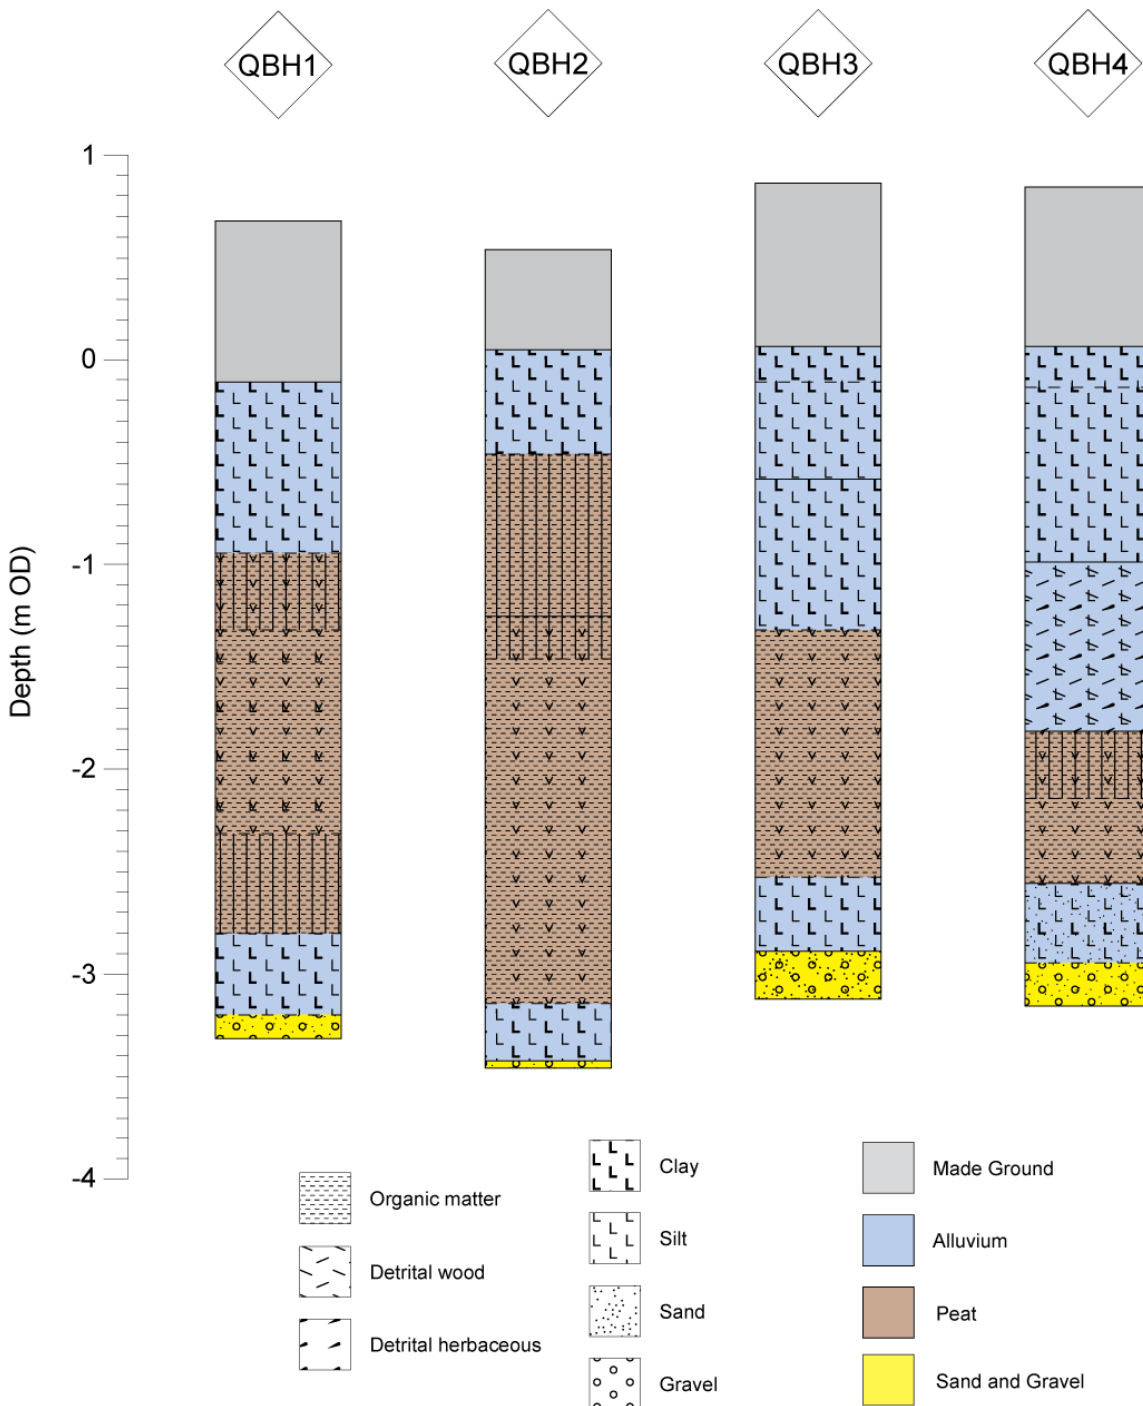 QBH1
QBH2
QBH3
QBH4
1
0
-1
-2
-3
-4
Depth (m OD)
Organic matter
Detrital wood
Detrital herbaceous
Clay
Silt
Sand
Gravel
Made Ground
Alluvium
Peat
Sand and Gravel